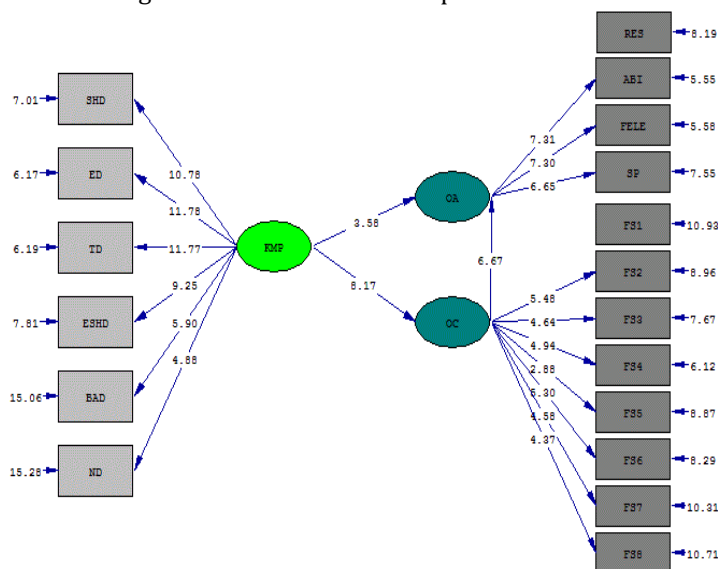 RES 8.19
ABI 5.55
7.01 SHD
FELE 5.58
7.31
7.30
6.65
SP 7.55
6.17 ED
10.78
11.78
OA
3.58
FS1 10.93
6.19 TD
11.77
KMP
6.67
FS2 8.96
9.25
8.17
5.48
7.81 ESHD
5.90
OC
4.64
FS3 7.67
4.94
4.88
2.88
FS4 6.12
5.30
15.06 BAD
4.58
FS5 8.87
4.37
FS6 8.29
15.28 ND
FS7 10.31
FS8 10.71